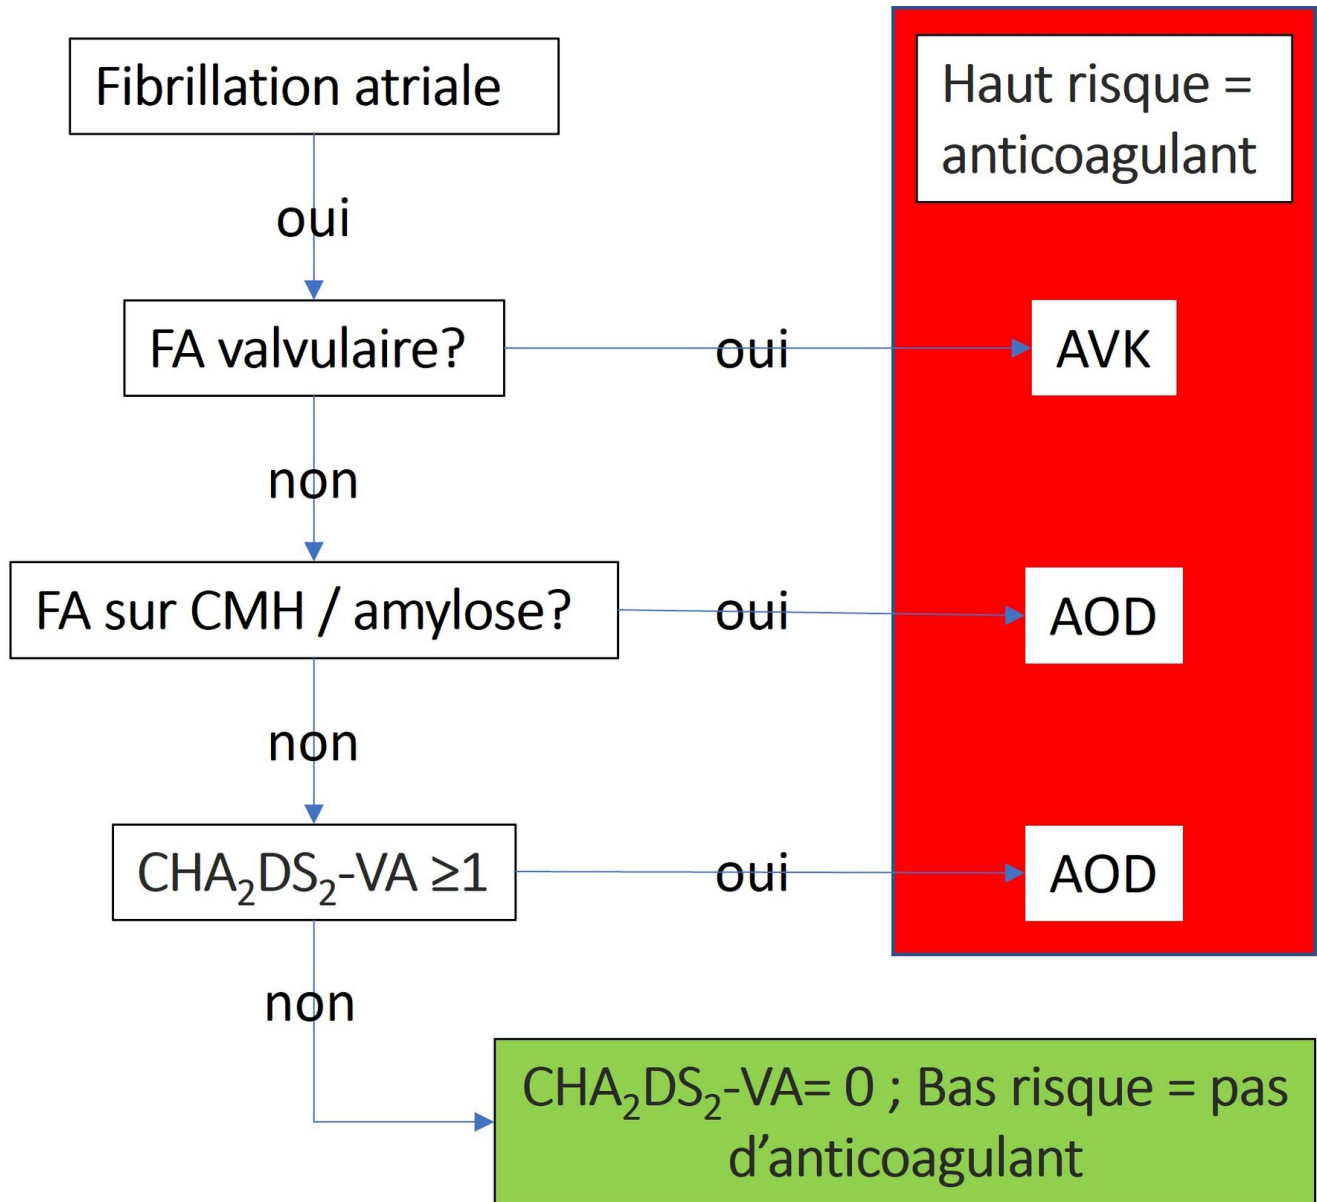 Fibrillation atriale
Haut risque =
anticoagulant
oui
FA valvulaire?
oui
AVK
non
FA sur CMH / amylose?
oui
AOD
non
CHA₂DS₂-VA ≥1
oui
AOD
non
CHA₂DS₂-VA= 0 ; Bas risque = pas
d’anticoagulant